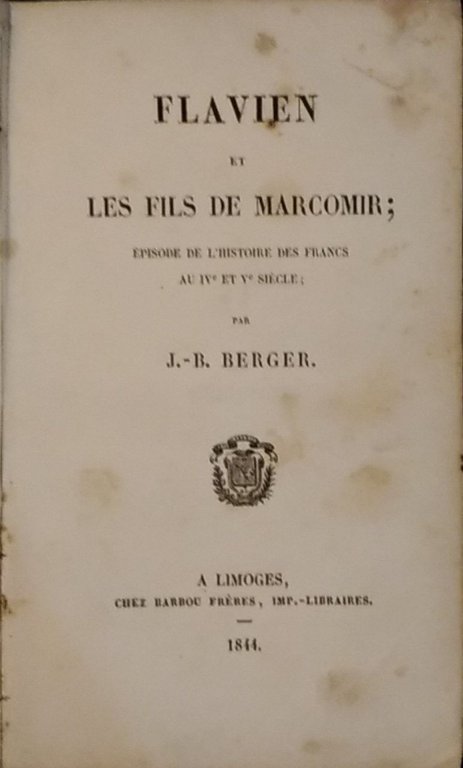 FLAVIEN
ET
LES FILS DE MARCOMIR;
ÉPISODE DE L'HISTOIRE DES FRANCS
AU IVe ET Ve SIÈCLE;
PAR
J.-B. BERGER.
A LIMOGES,
CHEZ BARBOU FRÈRES, IMP.-LIBRAIRES.
1844.